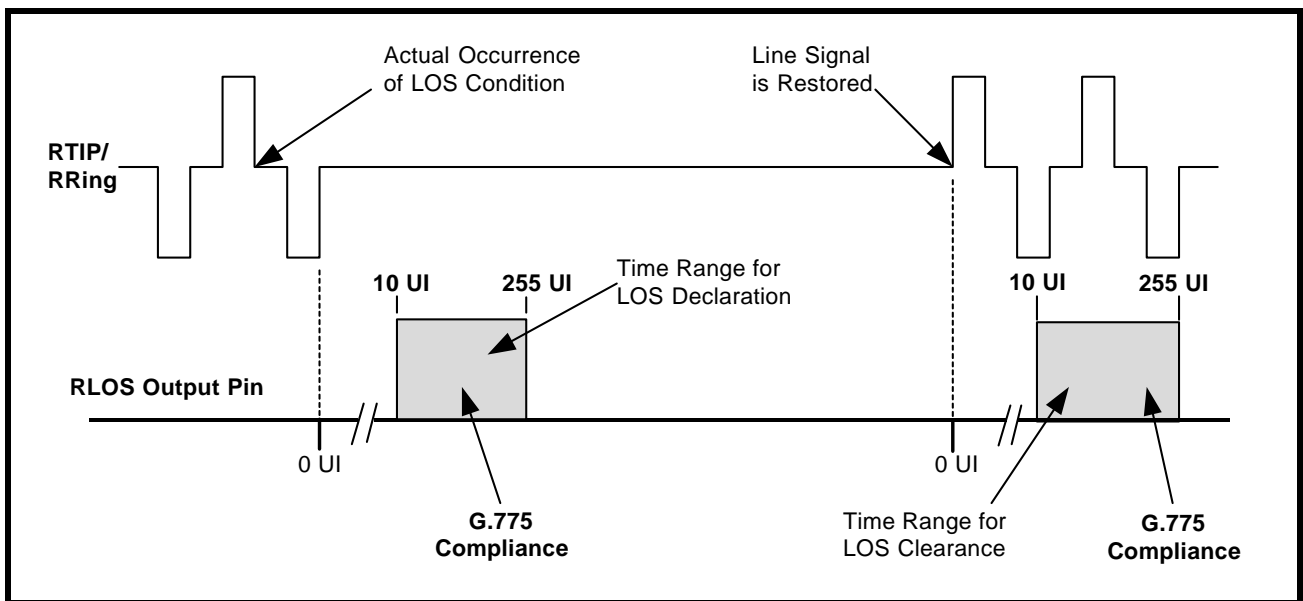 Actual Occurrence
of LOS Condition
Line Signal
is Restored
RTIP/
RRing
10 UI
255 UI
Time Range for
LOS Declaration
10 UI
255 UI
RLOS Output Pin
0 UI
0 UI
G.775
Compliance
Time Range for
LOS Clearance
G.775
Compliance